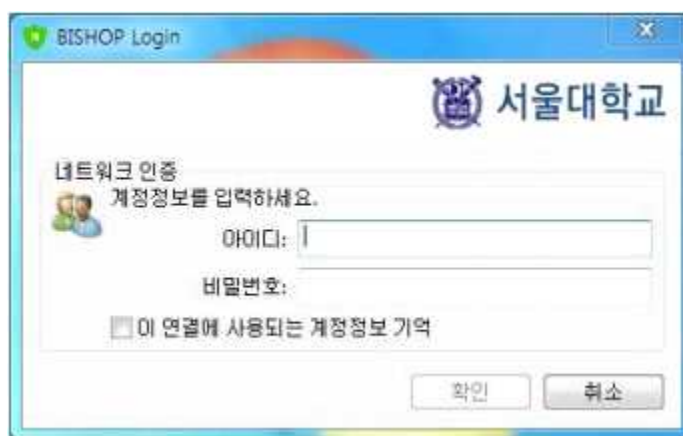 BISHOP Login
서울대학교
네트워크 인증
계정정보를 입력하세요.
아이디:
비밀번호:
이 연결에 사용되는 계정정보 기억
확인
취소